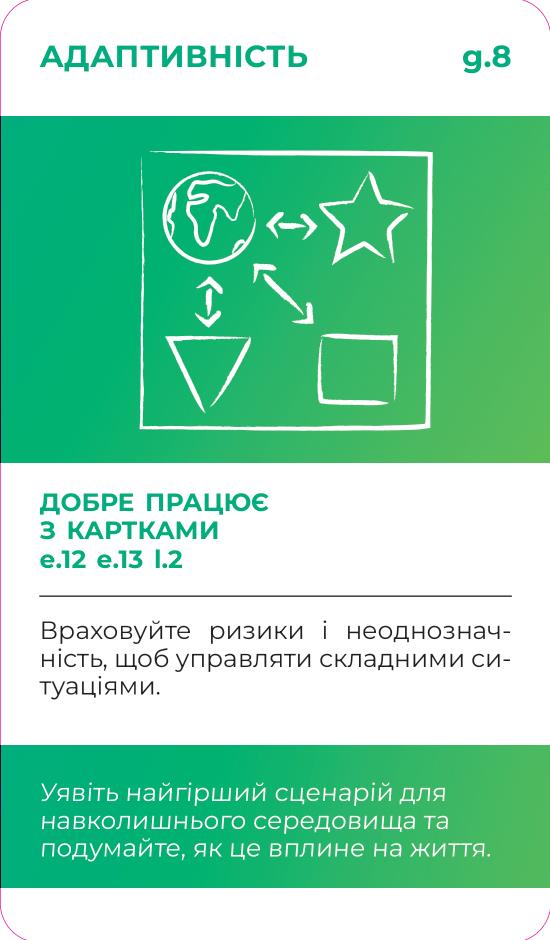 АДАПТИВНІСТЬ g.8
ДОБРЕ ПРАЦЮЄ
З КАРТКАМИ
e.12 e.13 l.2
Враховуйте ризики і неоднознач-
ність, щоб управляти складними си-
туаціями.
Уявіть найгірший сценарій для
навколишнього середовища та
подумайте, як це вплине на життя.